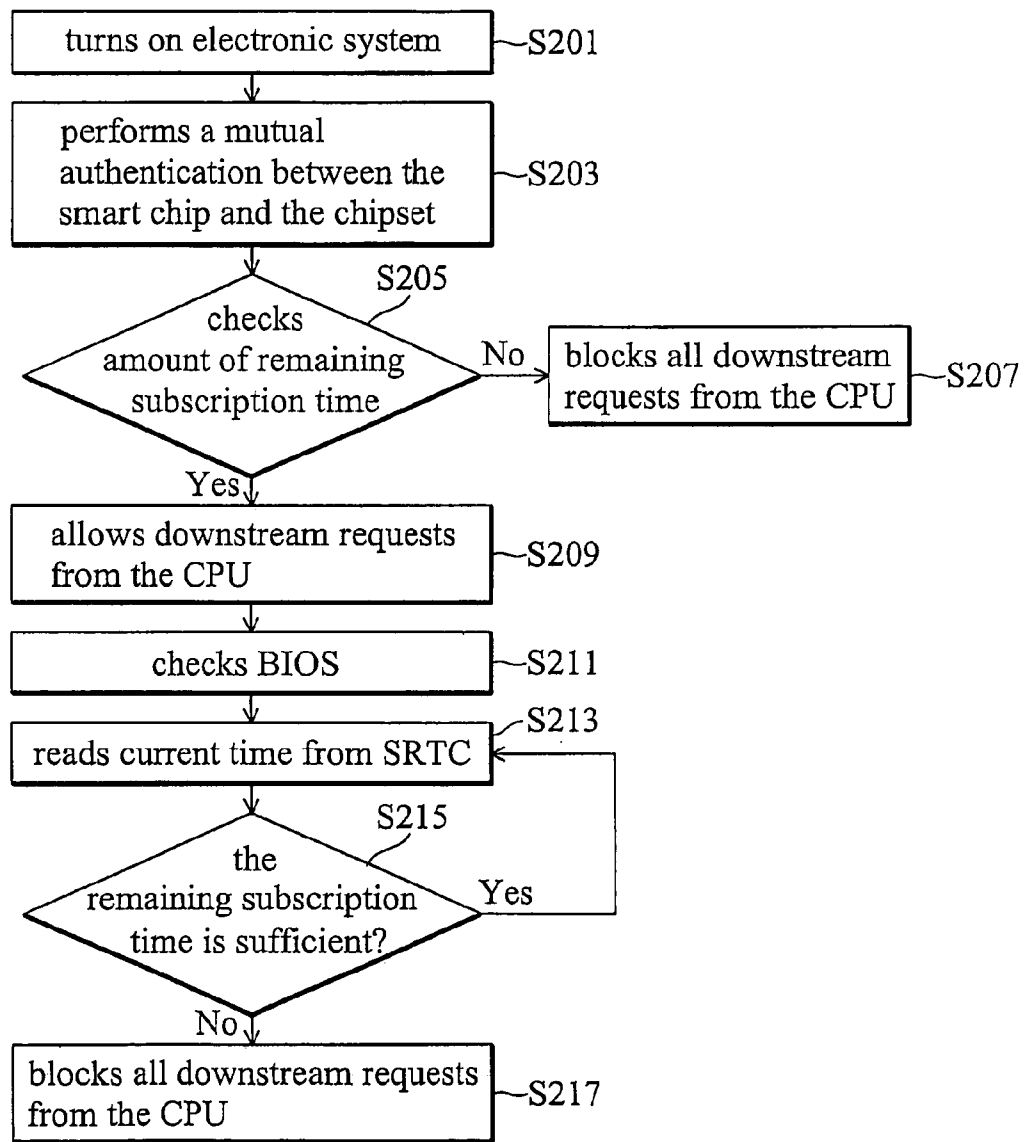 turns on electronic system
S201
performs a mutual
authentication between the
smart chip and the chipset
S203
S205
checks
amount of remaining
subscription time
No
blocks all downstream
requests from the CPU
S207
Yes
allows downstream requests
from the CPU
S209
checks BIOS
S211
S213
reads current time from SRTC
S215
the
remaining subscription
time is sufficient?
Yes
No
blocks all downstream requests
from the CPU
S217